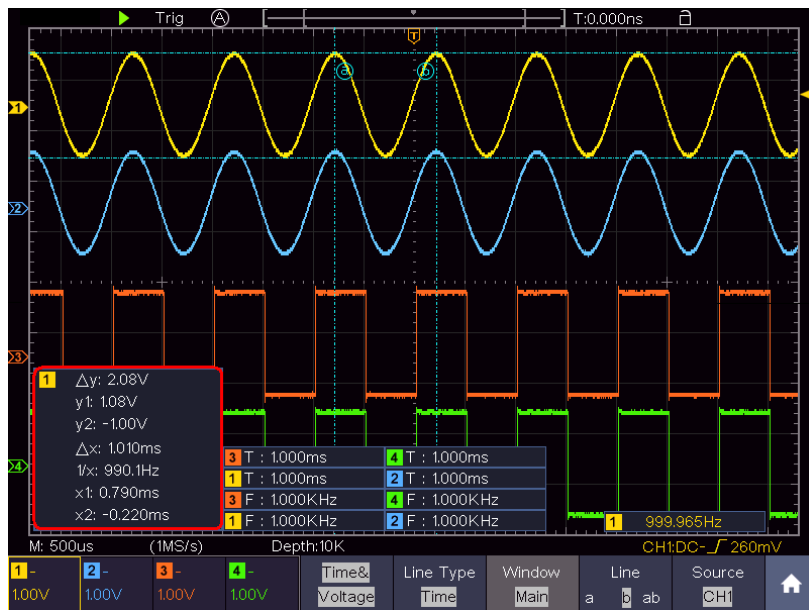 Trig A T:0.000ns
T
1
a b
2
3
1 Δy: 2.08V
y1: 1.08V
y2: -1.00V
Δx: 1.010ms
1/x: 990.1Hz
x1: 0.790ms
x2: -0.220ms
4
3 T : 1.000ms 4 T : 1.000ms
1 T : 1.000ms 2 T : 1.000ms
3 F : 1.000KHz 4 F : 1.000KHz
1 F : 1.000KHz 2 F : 1.000KHz
1 999.965Hz
M: 500us (1MS/s) Depth:10K CH1:DC- 260mV
1 - 2 - 3 - 4 - Time& Line Type Window Line Source
1.00V 1.00V 1.00V 1.00V Voltage Time Main a b ab CH1